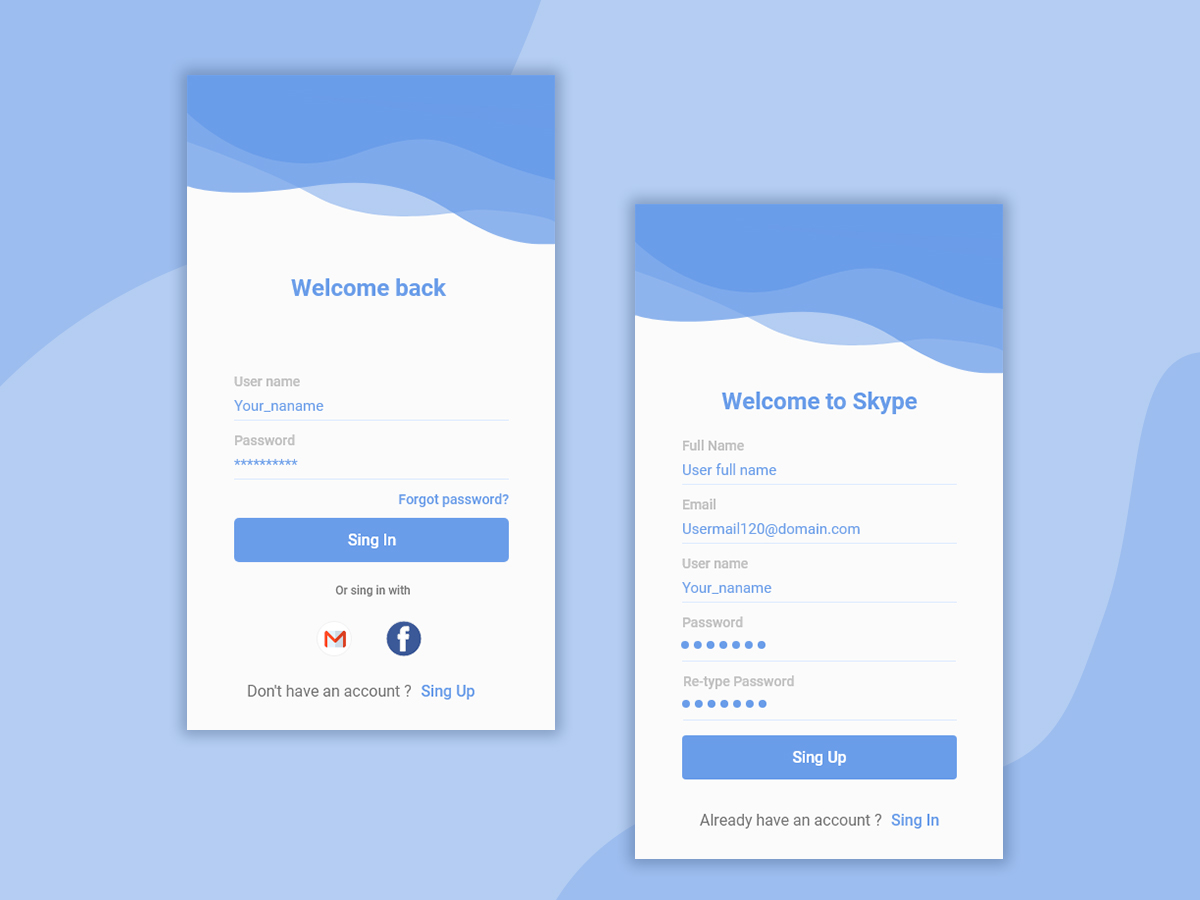 Welcome back
User name
Your_naname
Password
**********
Forgot password?
Sing In
Or sing in with
f
Don't have an account ? Sing Up
Welcome to Skype
Full Name
User full name
Email
Usermail120@domain.com
User name
Your_naname
Password
●●●●●●●
Re-type Password
●●●●●●●
Sing Up
Already have an account ? Sing In